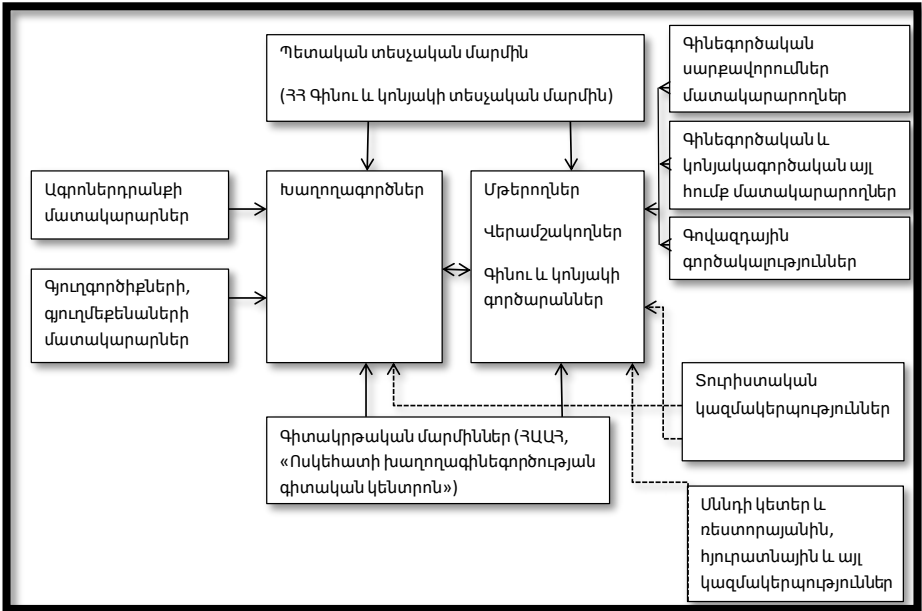 Պետական տեսչական մարմին
(ՀՀ Գինու և կոնյակի տեսչական մարմին)
Գինեգործական
սարքավորումներ
մատակարարողներ
Գինեգործական և
կոնյակագործական այլ
հումք մատակարարողներ
Գովազդային
գործակալություններ
Ագրոներդրանքի
մատակարարներ
Գյուղգործիքների,
գյուղմեքենաների
մատակարարներ
Խաղողագործներ
Մթերողներ
Վերամշակողներ
Գինու և կոնյակի
գործարաններ
Տուրիստական
կազմակերպություններ
Գիտակրթական մարմիններ (ՀԱԱՀ,
«Ոսկեհատի խաղողագինեգործության
գիտական կենտրոն»)
Սննդի կետեր և
ռեստորայանին,
հյուրատնային և այլ
կազմակերպություններ